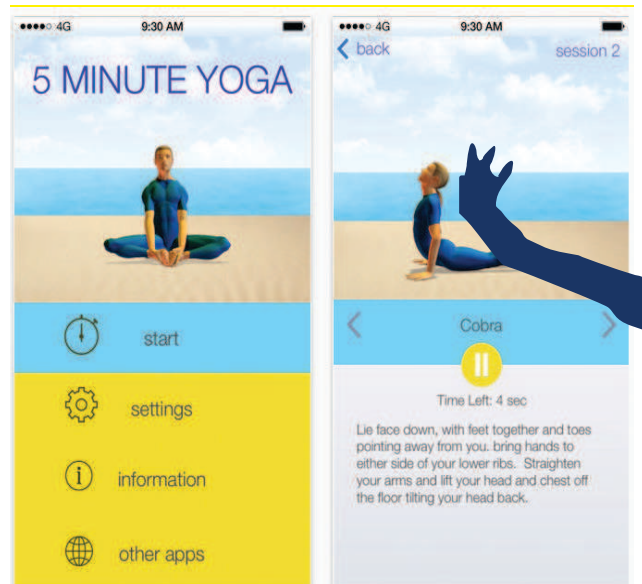 4G 9:30 AM
5 MINUTE YOGA
start
settings
information
other apps
4G 9:30 AM
back session 2
Cobra
Time Left: 4 sec
Lie face down, with feet together and toes
pointing away from you. bring hands to
either side of your lower ribs. Straighten
your arms and lift your head and chest off
the floor tilting your head back.